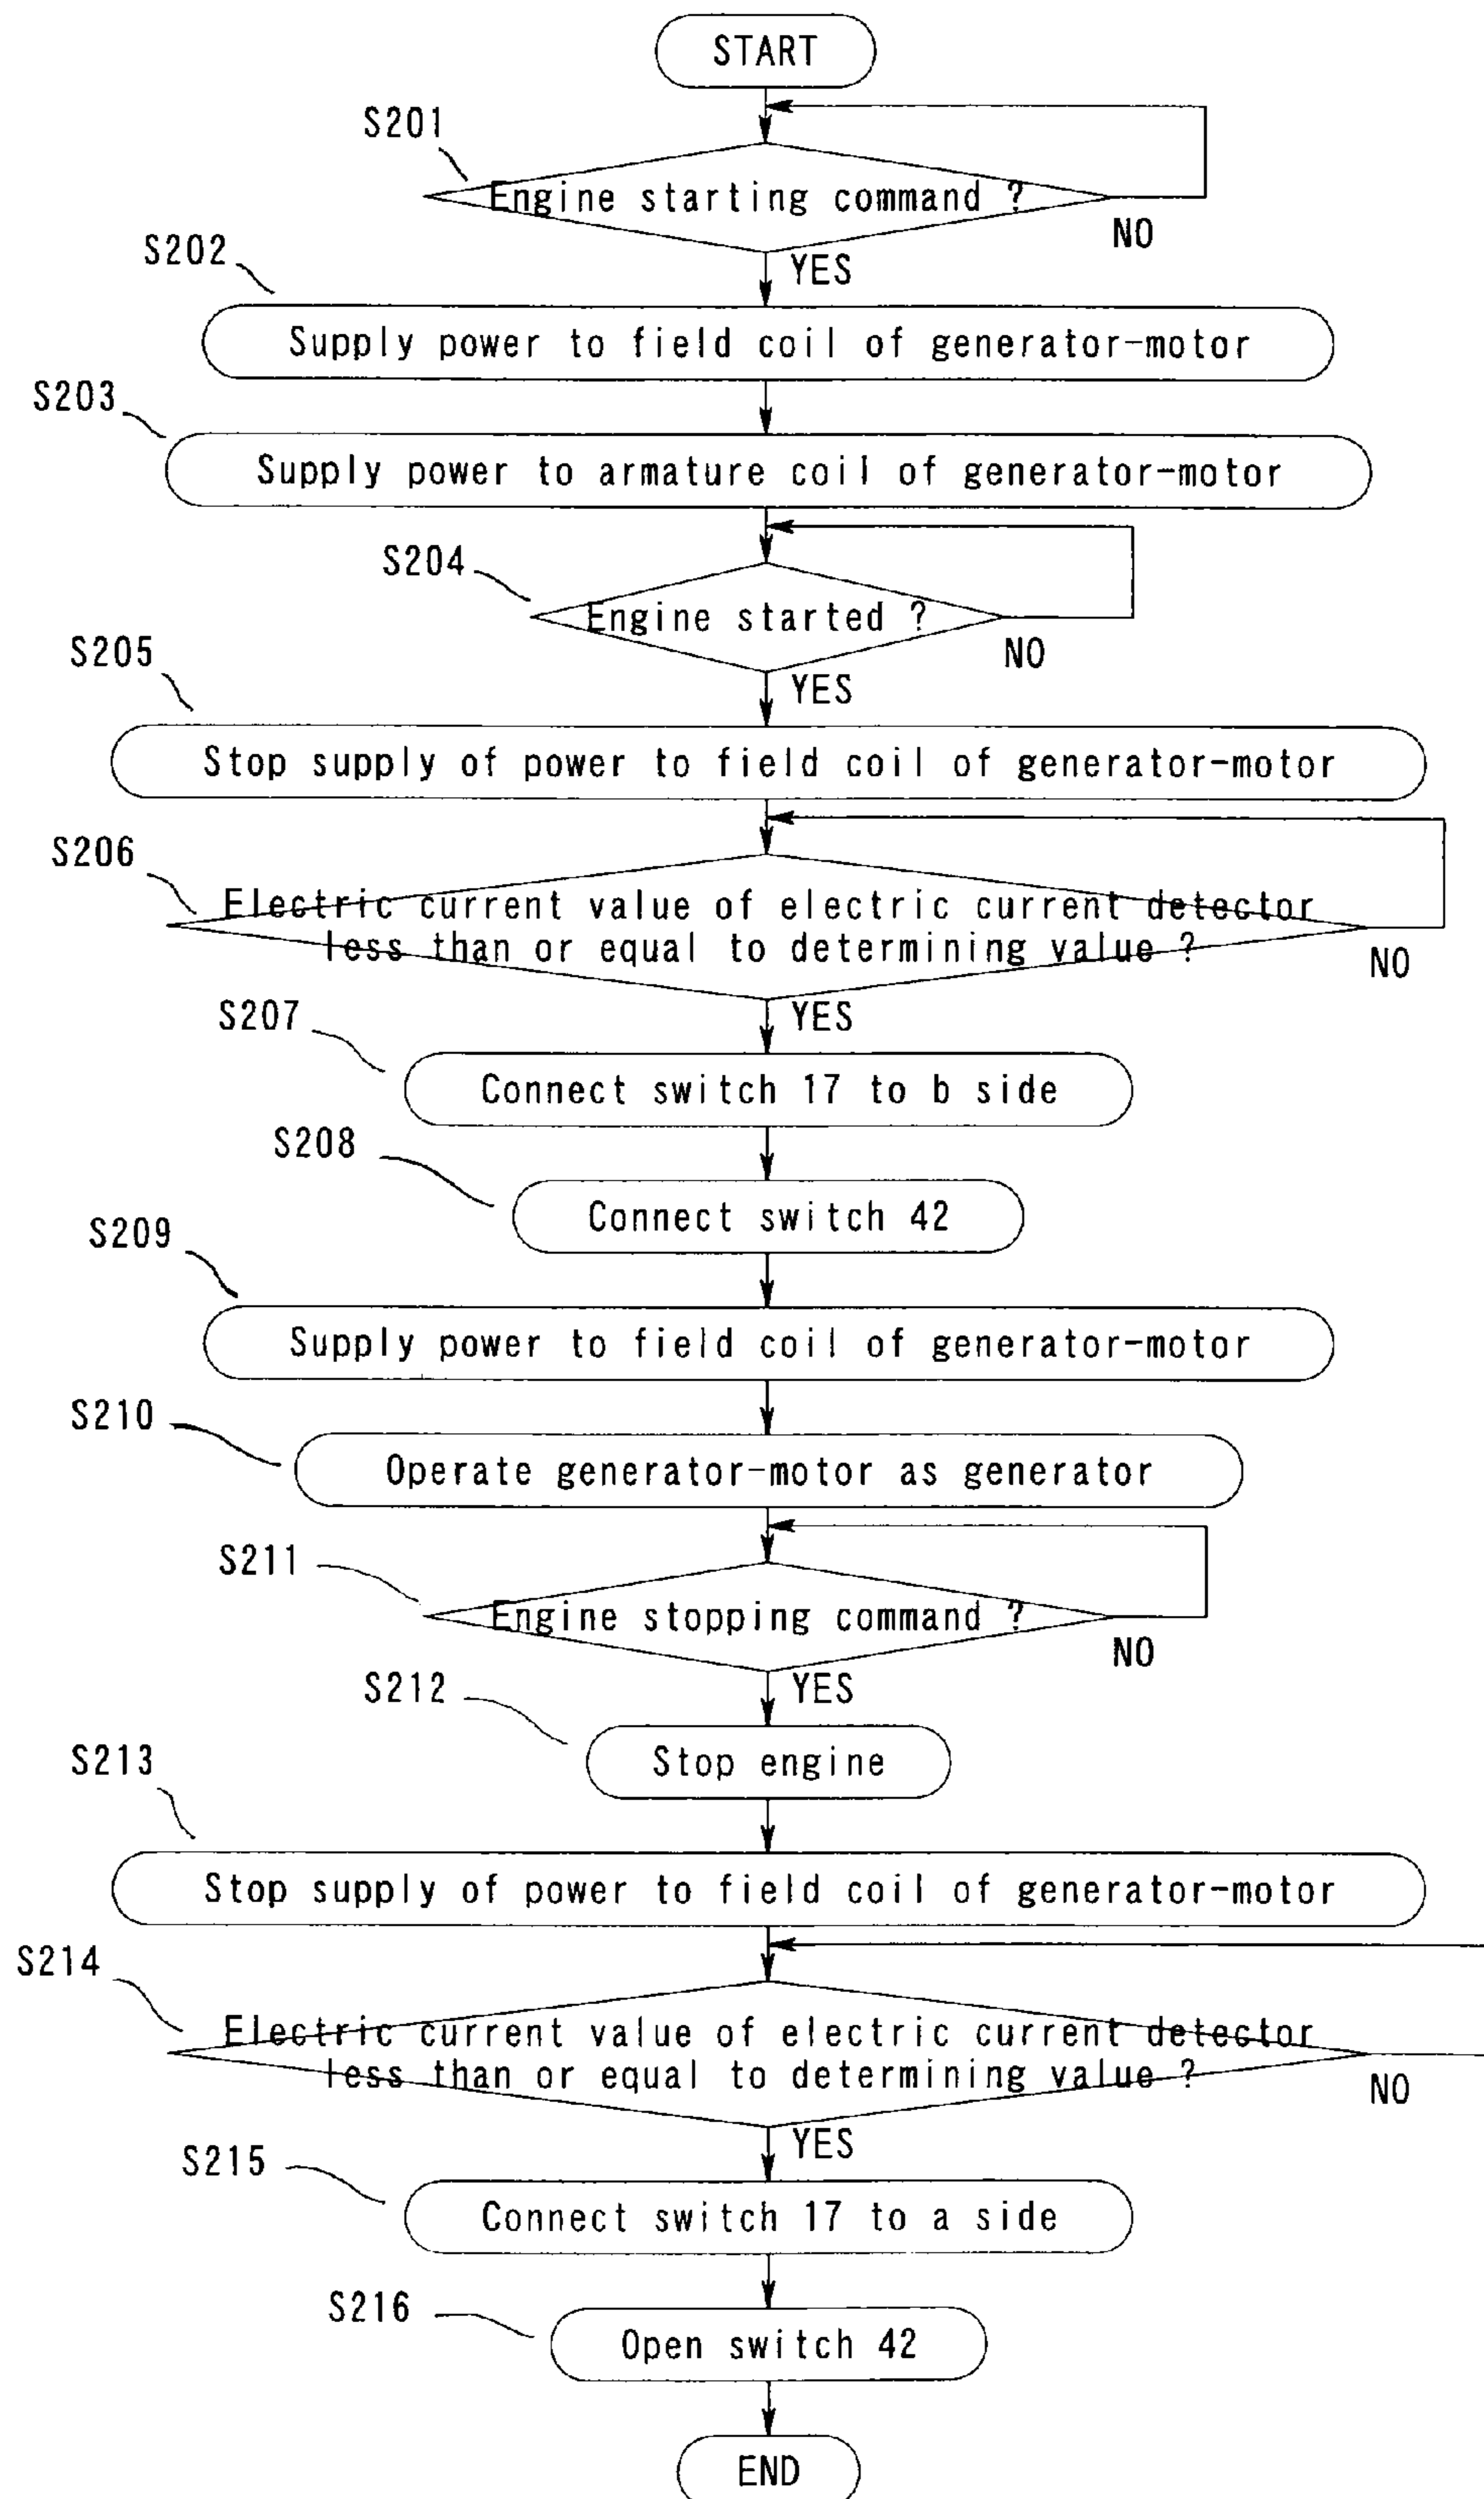 START
S201
Engine starting command ?
NO
S202
YES
Supply power to field coil of generator-motor
S203
Supply power to armature coil of generator-motor
S204
Engine started ?
NO
S205
YES
Stop supply of power to field coil of generator-motor
S206
Electric current value of electric current detector
less than or equal to determining value ?
NO
S207
YES
Connect switch 17 to b side
S208
Connect switch 42
S209
Supply power to field coil of generator-motor
S210
Operate generator-motor as generator
S211
Engine stopping command ?
NO
S212
YES
Stop engine
S213
Stop supply of power to field coil of generator-motor
S214
Electric current value of electric current detector
less than or equal to determining value ?
NO
S215
YES
Connect switch 17 to a side
S216
Open switch 42
END